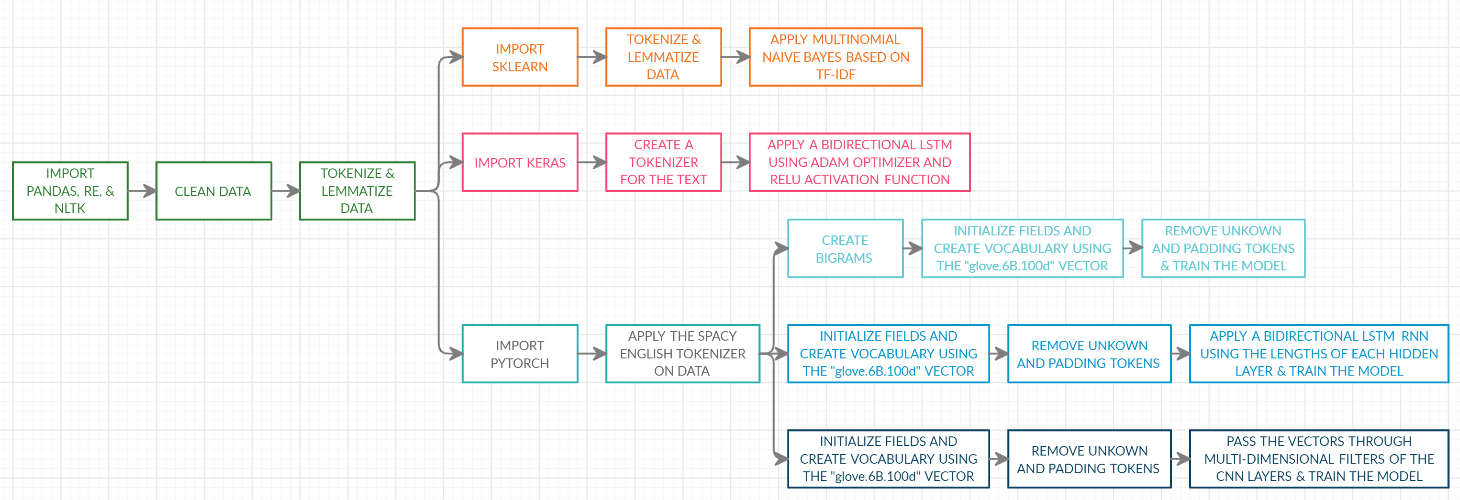 IMPORT
PANDAS, RE, &
NLTK
CLEAN DATA
TOKENIZE &
LEMMATIZE
DATA
IMPORT
SKLEARN
TOKENIZE &
LEMMATIZE
DATA
APPLY MULTINOMIAL
NAIVE BAYES BASED ON
TF-IDF
IMPORT KERAS
CREATE A
TOKENIZER
FOR THE TEXT
APPLY A BIDIRECTIONAL LSTM
USING ADAM OPTIMIZER AND
RELU ACTIVATION FUNCTION
IMPORT
PYTORCH
APPLY THE SPACY
ENGLISH TOKENIZER
ON DATA
CREATE
BIGRAMS
INITIALIZE FIELDS AND
CREATE VOCABULARY USING
THE "glove.6B.100d" VECTOR
REMOVE UNKOWN
AND PADDING TOKENS
& TRAIN THE MODEL
INITIALIZE FIELDS AND
CREATE VOCABULARY USING
THE "glove.6B.100d" VECTOR
REMOVE UNKOWN
AND PADDING TOKENS
APPLY A BIDIRECTIONAL LSTM RNN
USING THE LENGTHS OF EACH HIDDEN
LAYER & TRAIN THE MODEL
INITIALIZE FIELDS AND
CREATE VOCABULARY USING
THE "glove.6B.100d" VECTOR
REMOVE UNKOWN
AND PADDING TOKENS
PASS THE VECTORS THROUGH
MULTI-DIMENSIONAL FILTERS OF THE
CNN LAYERS & TRAIN THE MODEL